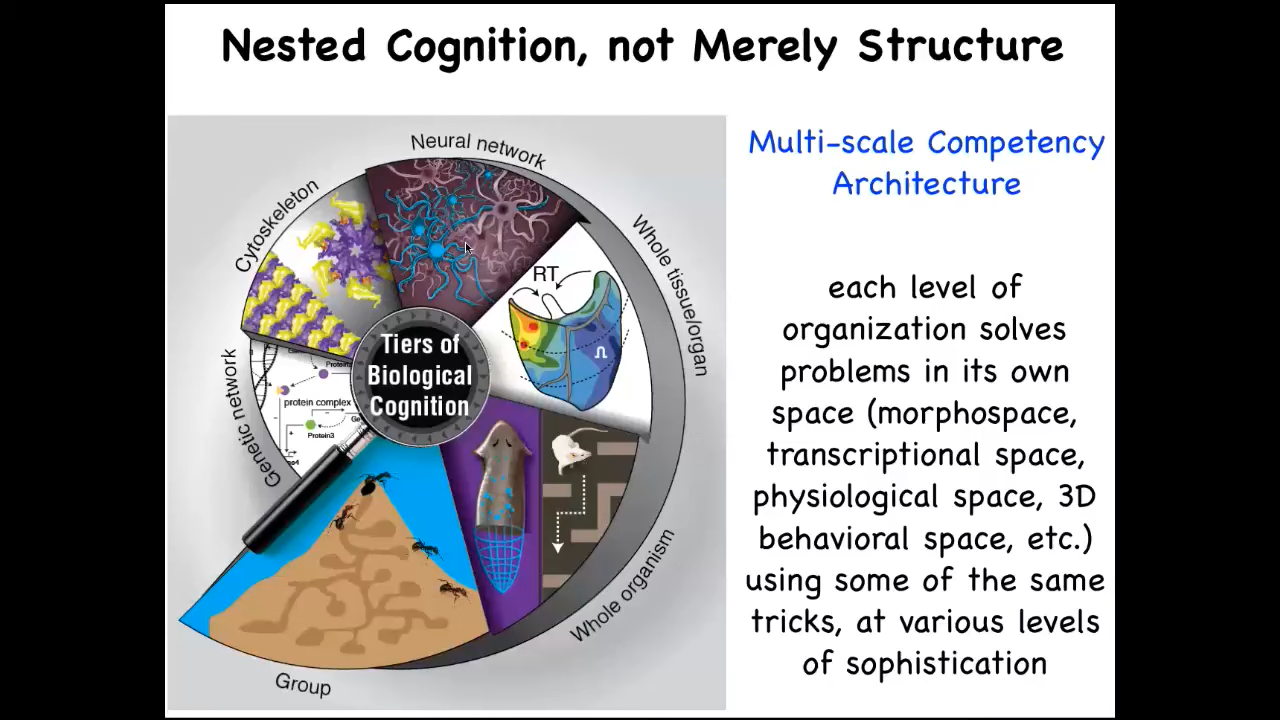 Nested Cognition, not Merely Structure
Neural network
Cytoskeleton
Whole tissue/organ
RT
Tiers of
Biological
Cognition
Genetic network
protein complex
Protein3
Whole organism
Group
Multi-scale Competency
Architecture
each level of
organization solves
problems in its own
space (morphospace,
transcriptional space,
physiological space, 3D
behavioral space, etc.)
using some of the same
tricks, at various levels
of sophistication